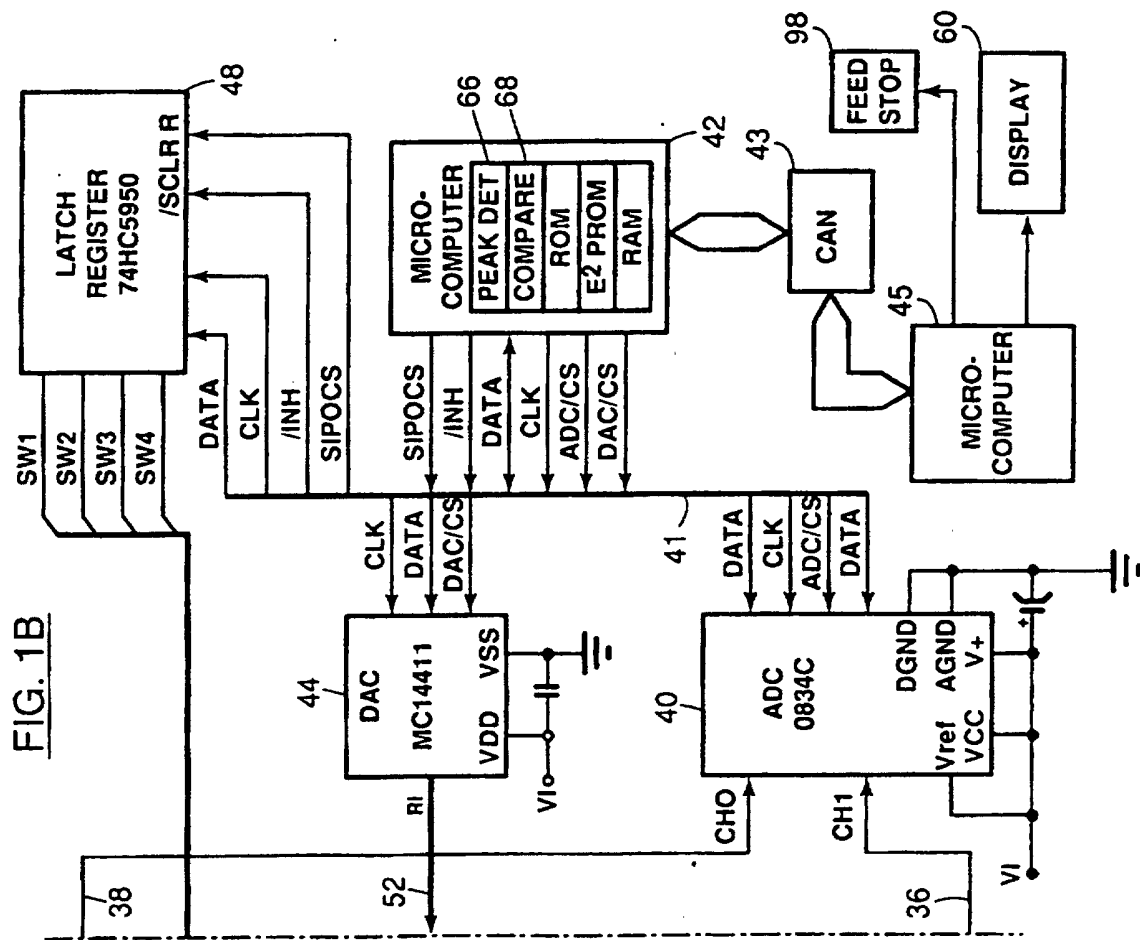 FIG. 1B
LATCH
REGISTER
74HC5950
/SCLR R
48
SW1
SW2
SW3
SW4
DATA
CLK
/INH
SIPOCS
MICRO-
COMPUTER
PEAK DET
COMPARE
ROM
E² PROM
RAM
66
68
42
SIPOCS
/INH
DATA
CLK
ADC/CS
DAC/CS
41
43
CAN
98
FEED
STOP
60
DISPLAY
45
MICRO-
COMPUTER
44
DAC
MC14411
VDD
VSS
CLK
DATA
DAC/CS
RI
VI
52
38
40
ADC
0834C
DATA
CLK
ADC/CS
DATA
DGND
AGND
V+
Vref
VCC
+
CH0
CH1
36
VI